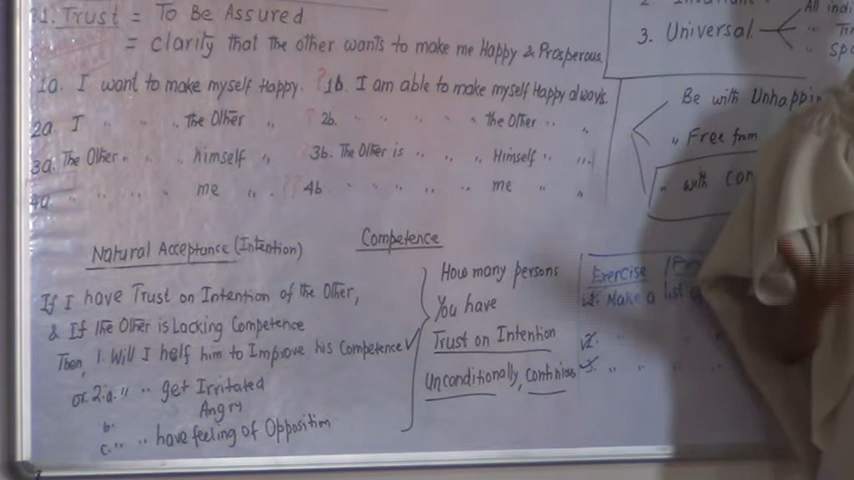 1. Trust = To Be Assured
= clarity that the other wants to make me Happy & Prosperous.
1a. I want to make myself Happy. ? 1b. I am able to make myself Happy always.
2a. I " " " the Other " ? 2b. " " " " the Other " "
3a. The Other " " himself " ? 3b. The Other is " " " Himself " "
4a. " " " " me " " ?? 4b " " " " " me " "
Natural Acceptance (Intention)
Competence
If I have Trust on Intention of the Other,
& If the Other is Lacking Competence
Then, 1. Will I help him to Improve his Competence ✓
or 2. a. " " get Irritated
b. Angry
c. " " have feeling of Opposition
How many persons
You have
Trust on Intention
Unconditionally, Continious
3. Universal
All indi
Be with Unhappin
" Free from
" with Con
Exercise
1. Make a list
2. " "
3. " " "